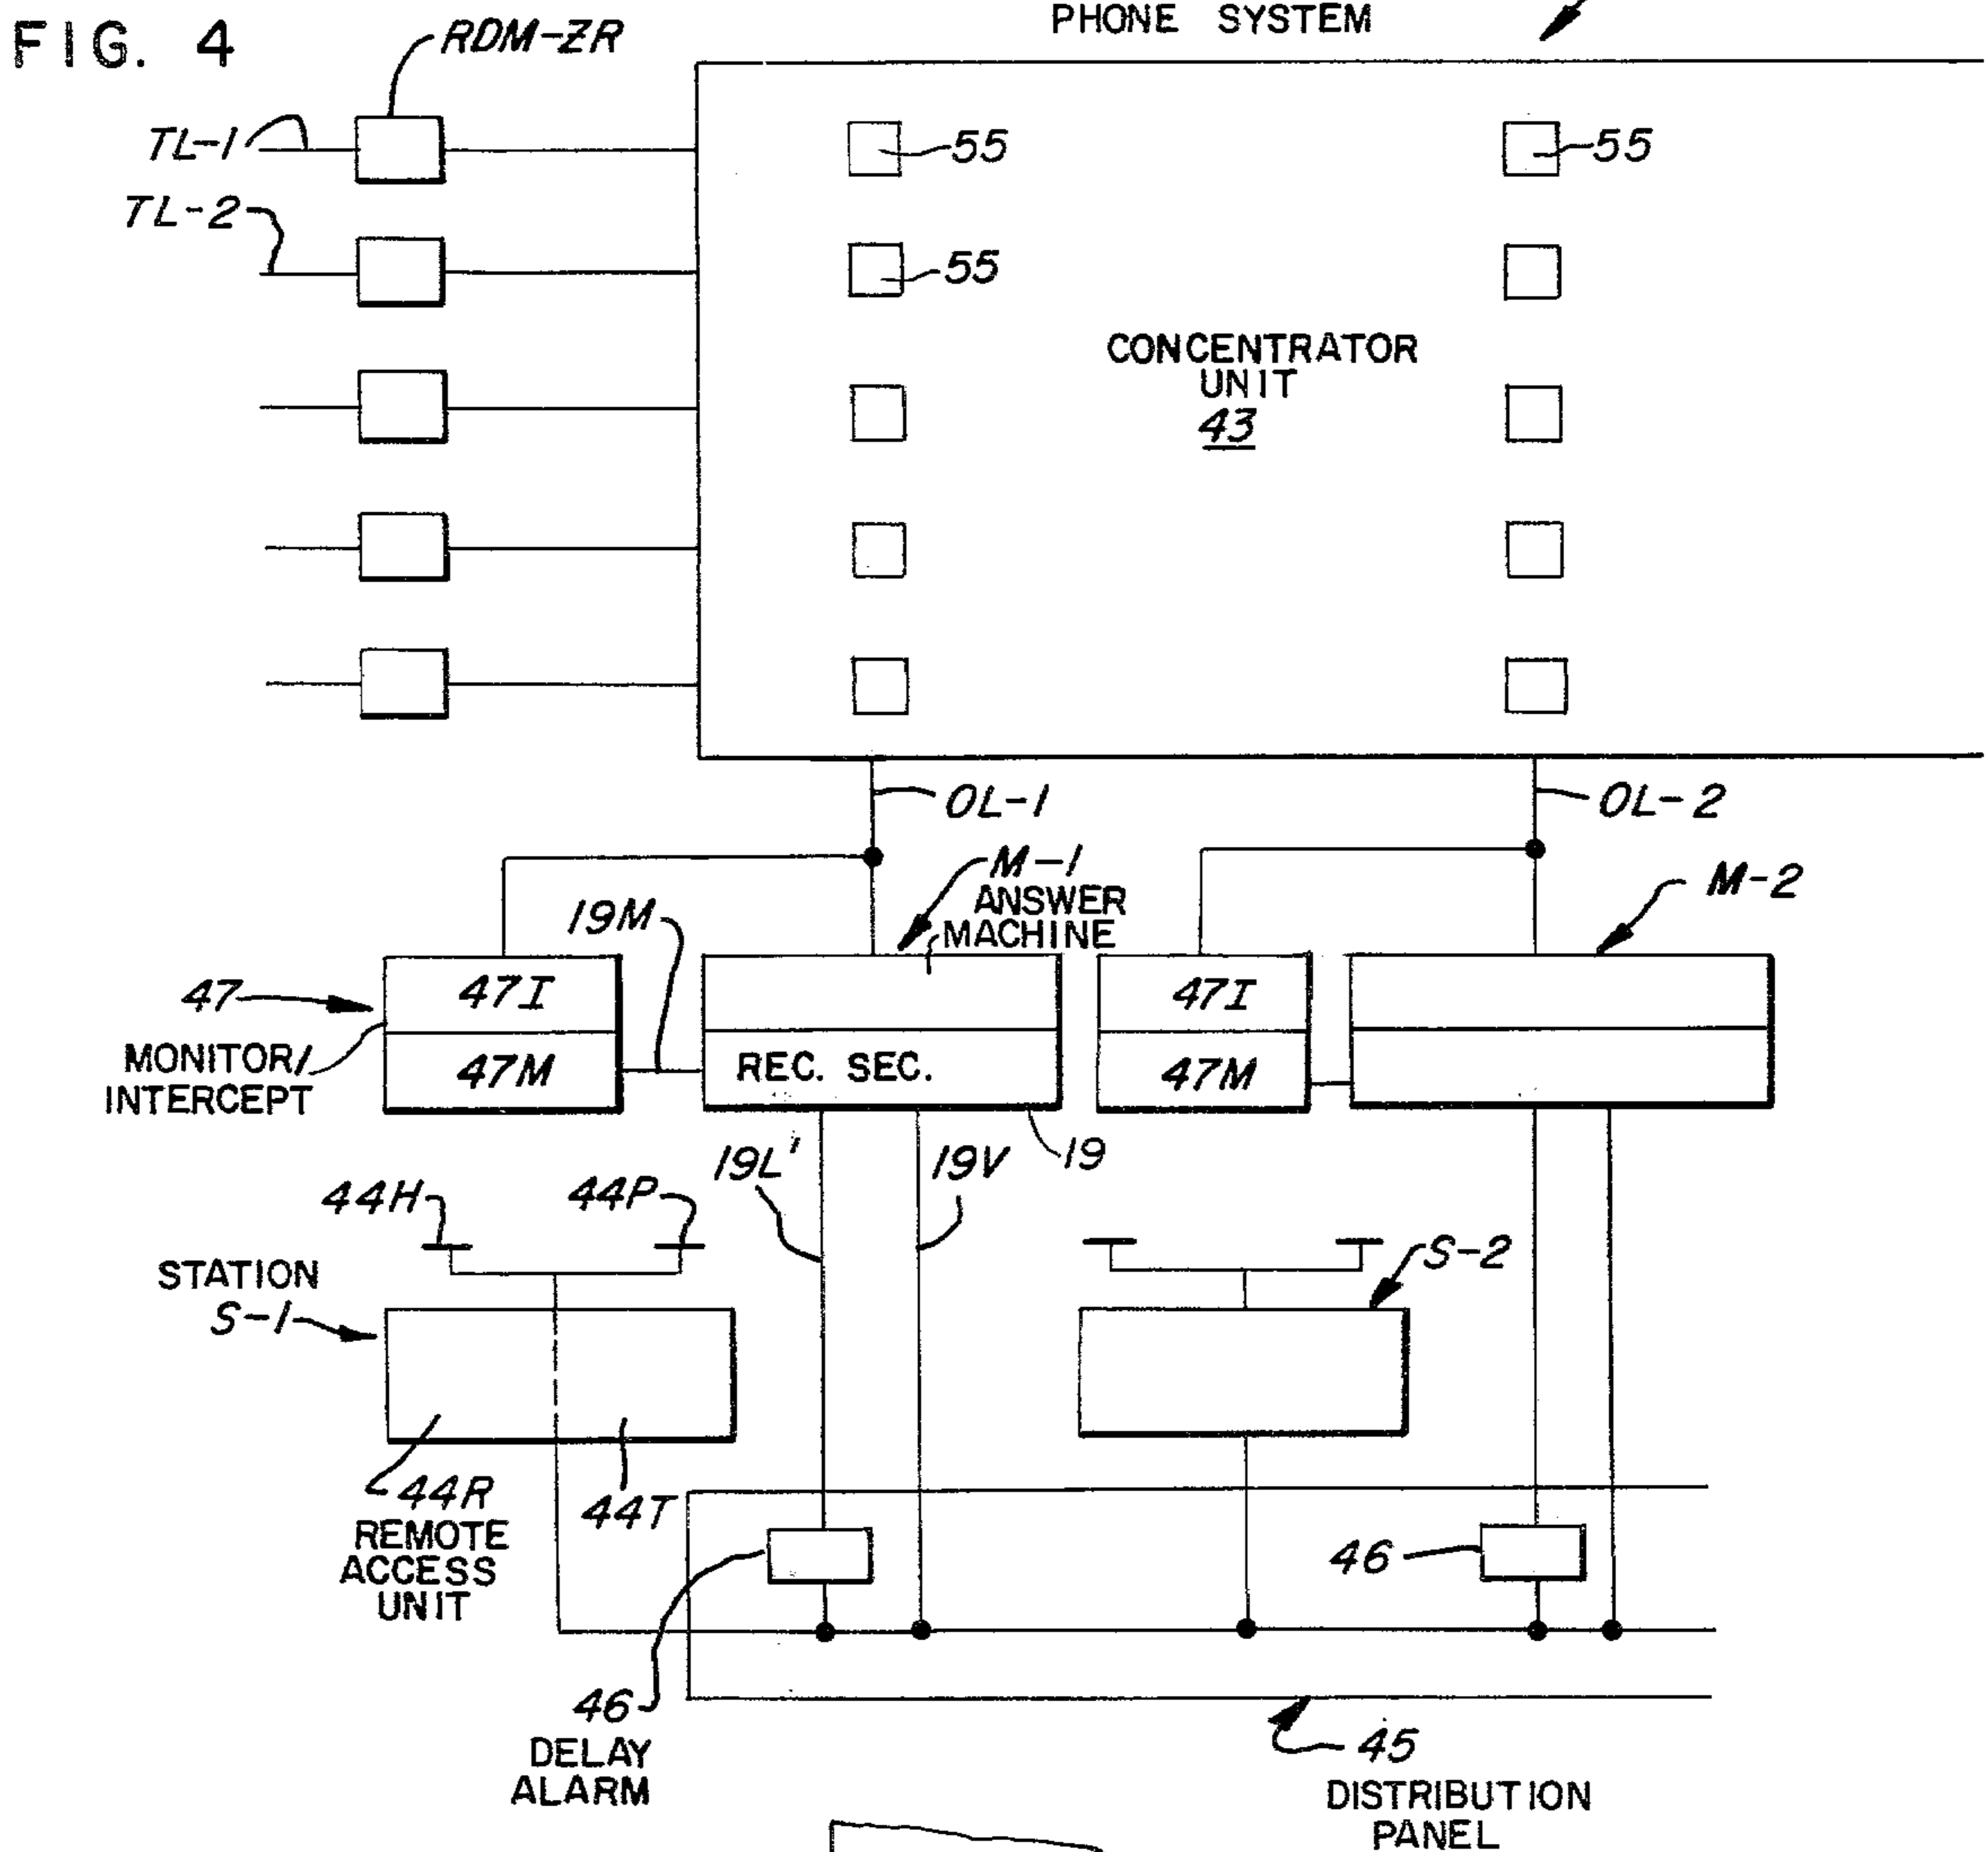 FIG. 4
PHONE SYSTEM
RDM-ZR
TL-1
55
55
TL-2
55
CONCENTRATOR
UNIT
43
OL-1
OL-2
M-1
ANSWER
MACHINE
M-2
19M
47
47I
47I
MONITOR/
INTERCEPT
47M
REC. SEC.
47M
19L'
19V
19
44H
44P
STATION
S-1
S-2
44R
REMOTE
ACCESS
UNIT
44T
46
46
DELAY
ALARM
45
DISTRIBUTION
PANEL